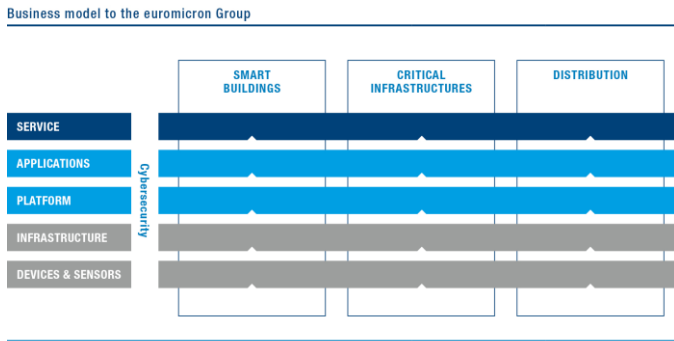 Business model to the euromicron Group
SMART
BUILDINGS
CRITICAL
INFRASTRUCTURES
DISTRIBUTION
SERVICE
APPLICATIONS
PLATFORM
INFRASTRUCTURE
DEVICES & SENSORS
Cybersecurity